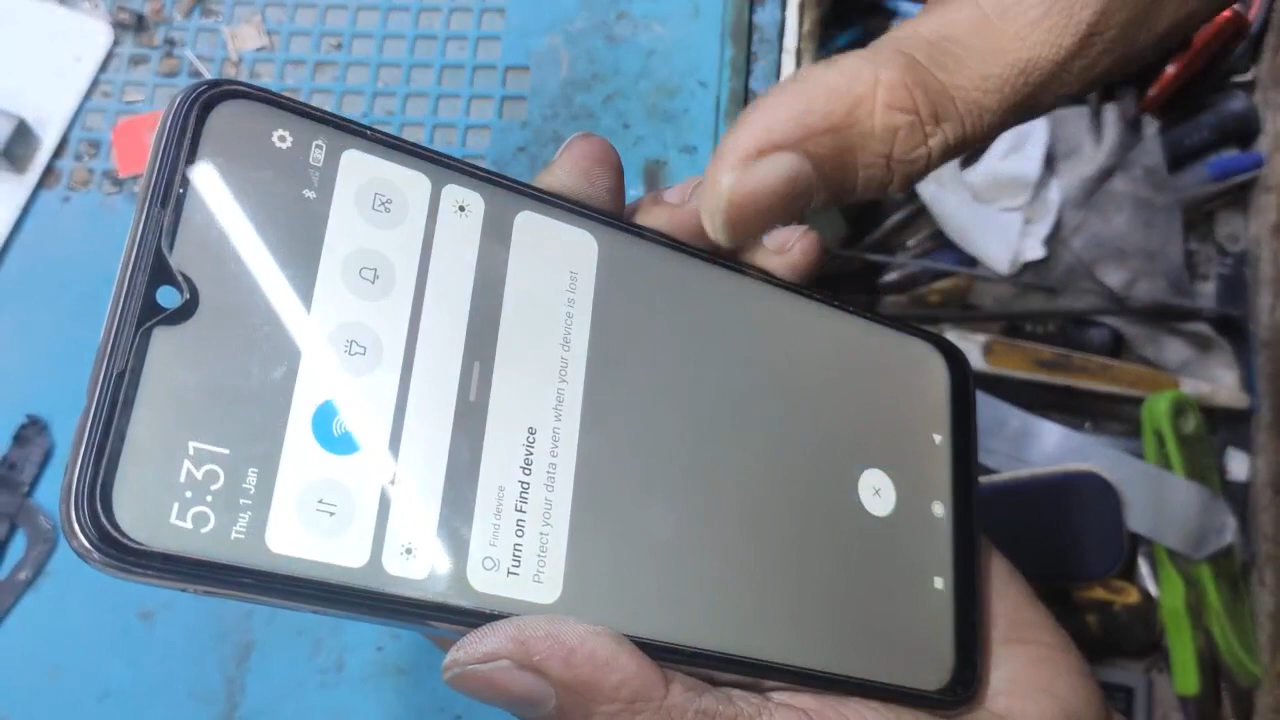 5:31
Thu, 1 Jan
Find device
Turn on Find device
Protect your data even when your device is lost